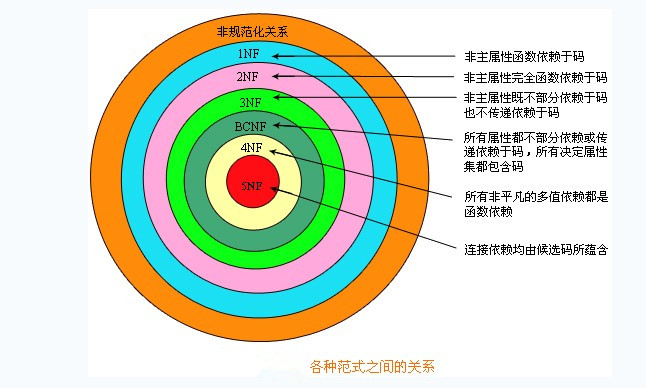 非规范化关系
1NF
2NF
3NF
BCNF
4NF
5NF
非主属性函数依赖于码
非主属性完全函数依赖于码
非主属性既不部分依赖于码
也不传递依赖于码
所有属性都不部分依赖或传
递依赖于码，所有决定属性
集都包含码
所有非平凡的多值依赖都是
函数依赖
连接依赖均由候选码所蕴含
各种范式之间的关系